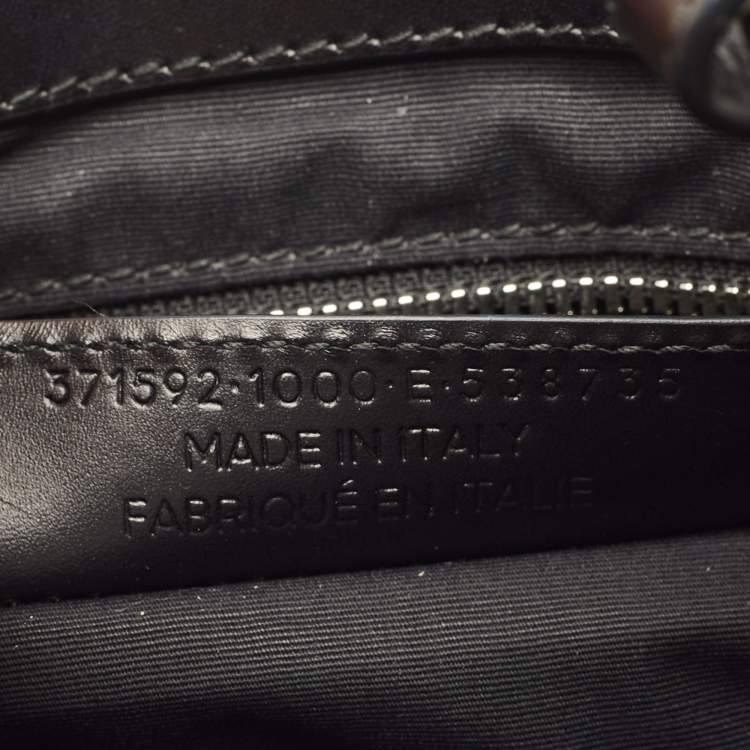 371592·1000·E·538735
MADE IN ITALY
FABRIQUÉ EN ITALIE